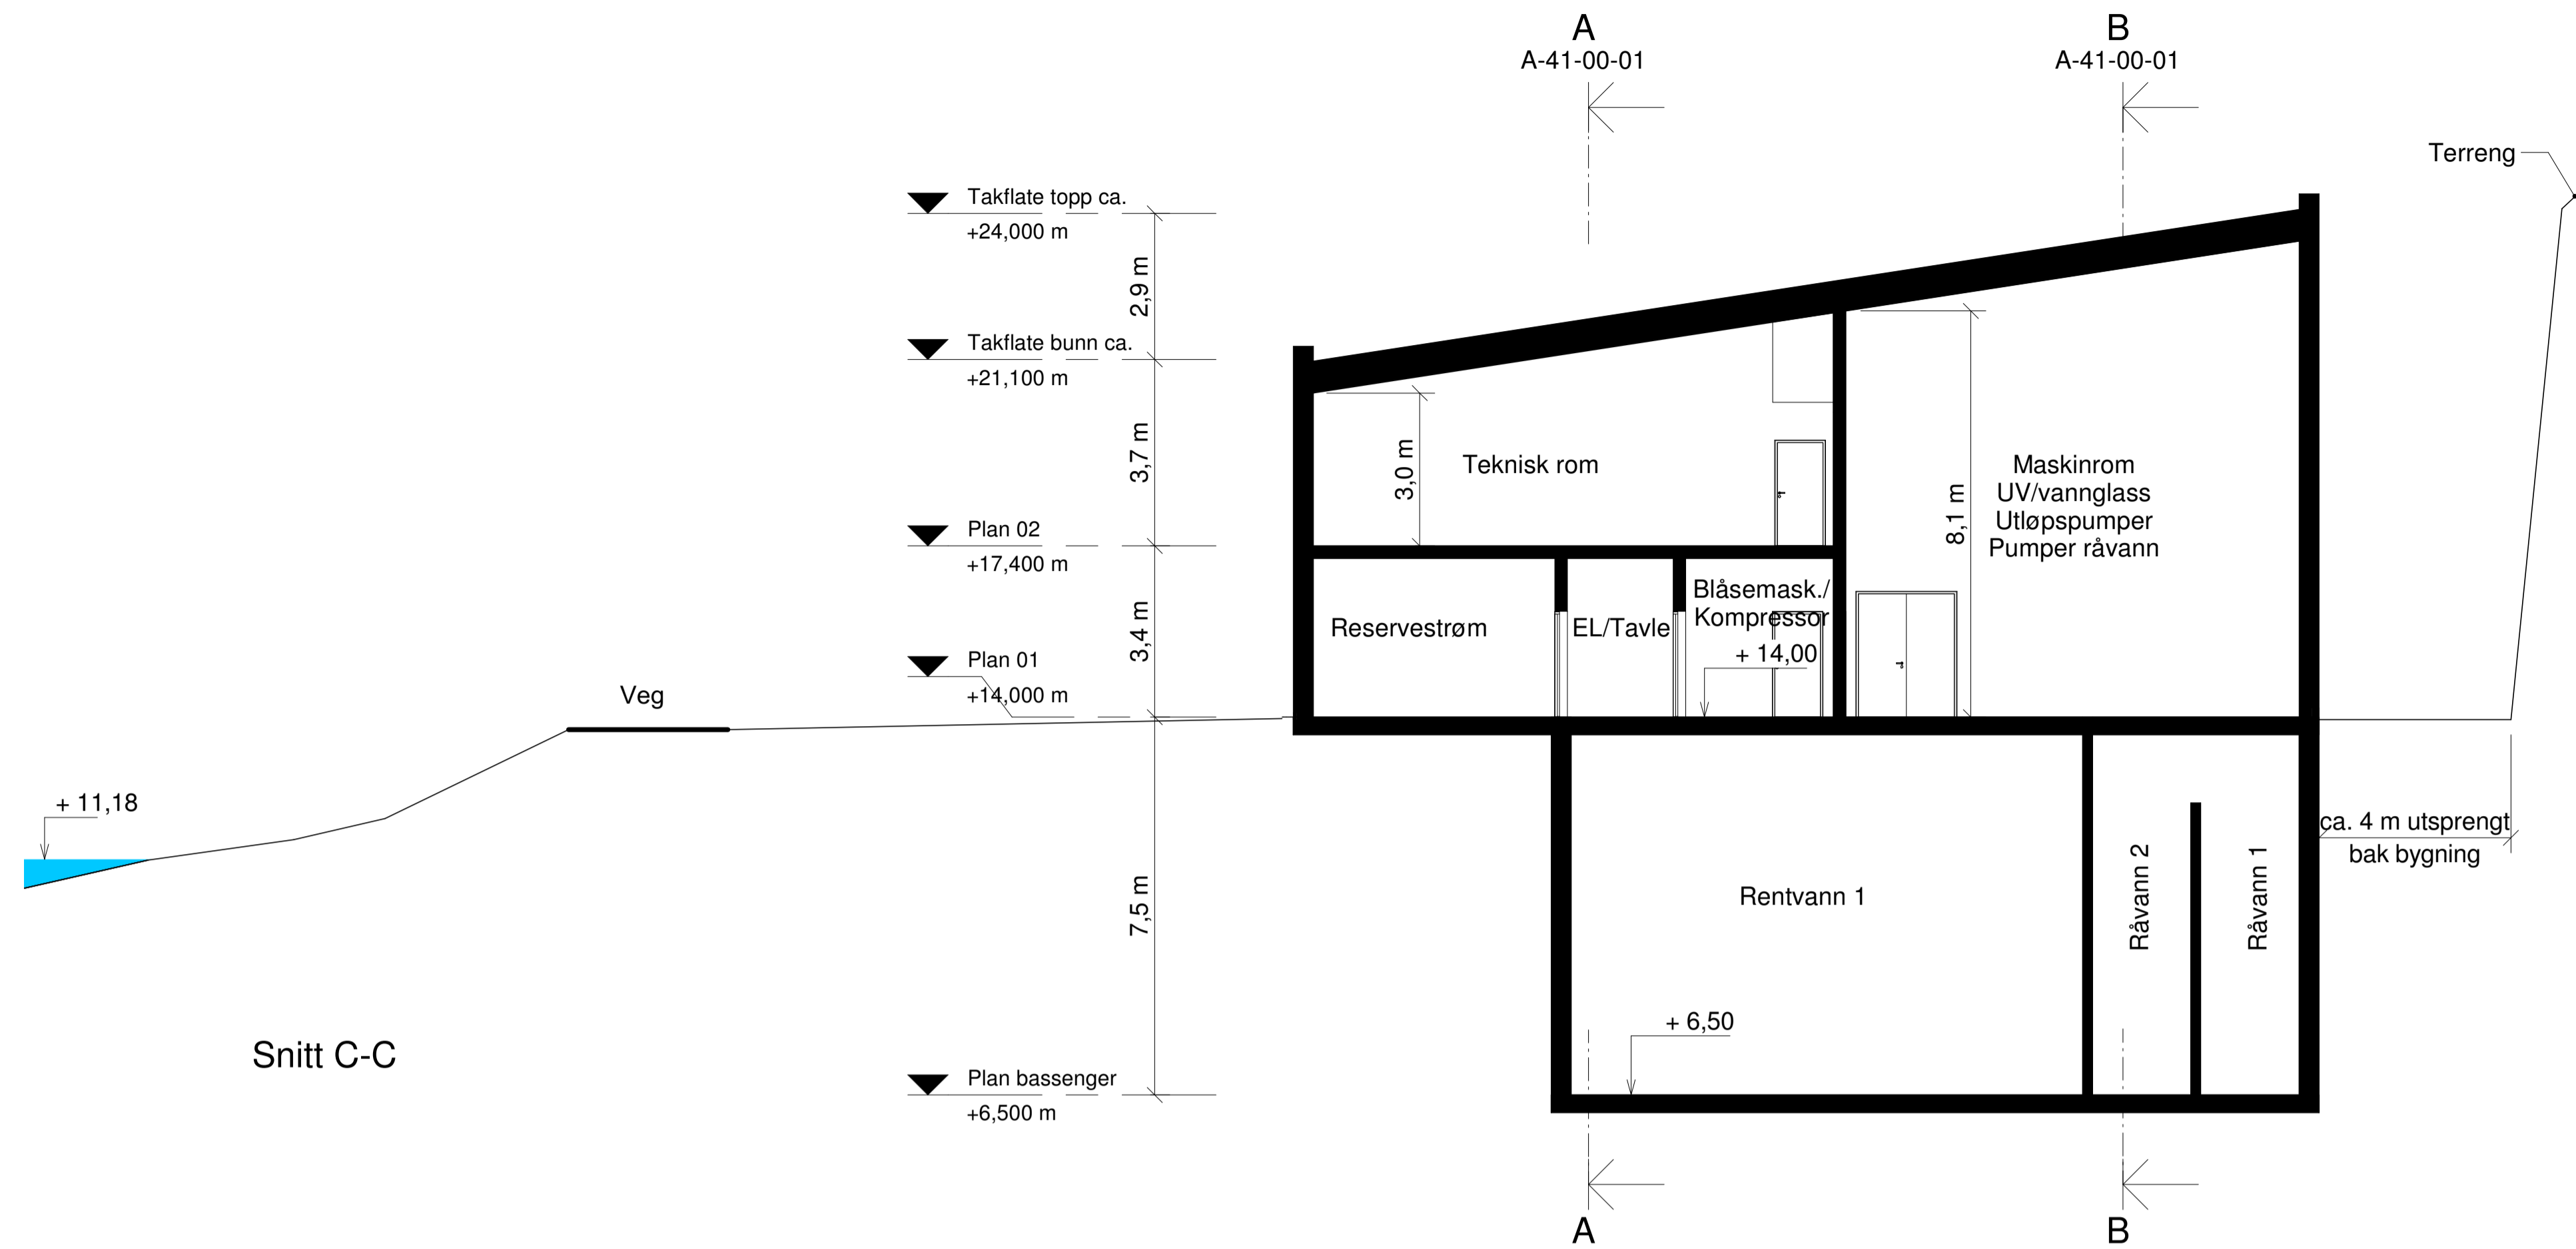 A
A-41-00-01
B
A-41-00-01
Terreng
Takflate topp ca.
+24,000 m
2,9 m
Takflate bunn ca.
+21,100 m
3,7 m
Plan 02
+17,400 m
3,4 m
Plan 01
+14,000 m
7,5 m
Plan bassenger
+6,500 m
Veg
+ 11,18
Snitt C-C
Teknisk rom
3,0 m
8,1 m
Maskinrom
UV/vannglass
Utløpspumper
Pumper råvann
Reservestrøm
EL/Tavle
Blåsemask./
Kompressor
+ 14,00
Rentvann 1
+ 6,50
Råvann 2
Råvann 1
ca. 4 m utsprengt
bak bygning
A
B